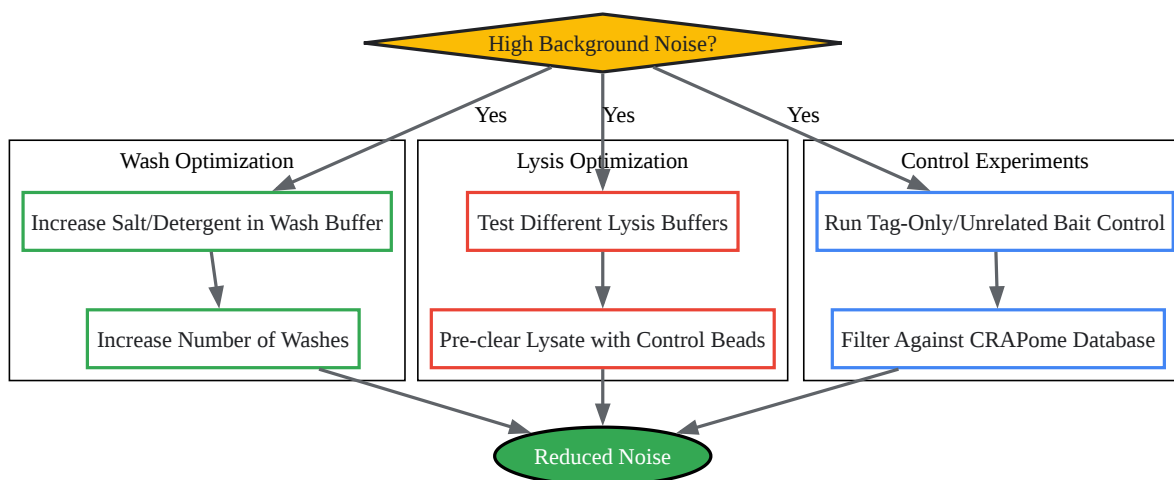 High Background Noise?
Yes
Yes
Yes
Wash Optimization
Lysis Optimization
Control Experiments
Increase Salt/Detergent in Wash Buffer
Test Different Lysis Buffers
Run Tag-Only/Unrelated Bait Control
Increase Number of Washes
Pre-clear Lysate with Control Beads
Filter Against CRAPome Database
Reduced Noise